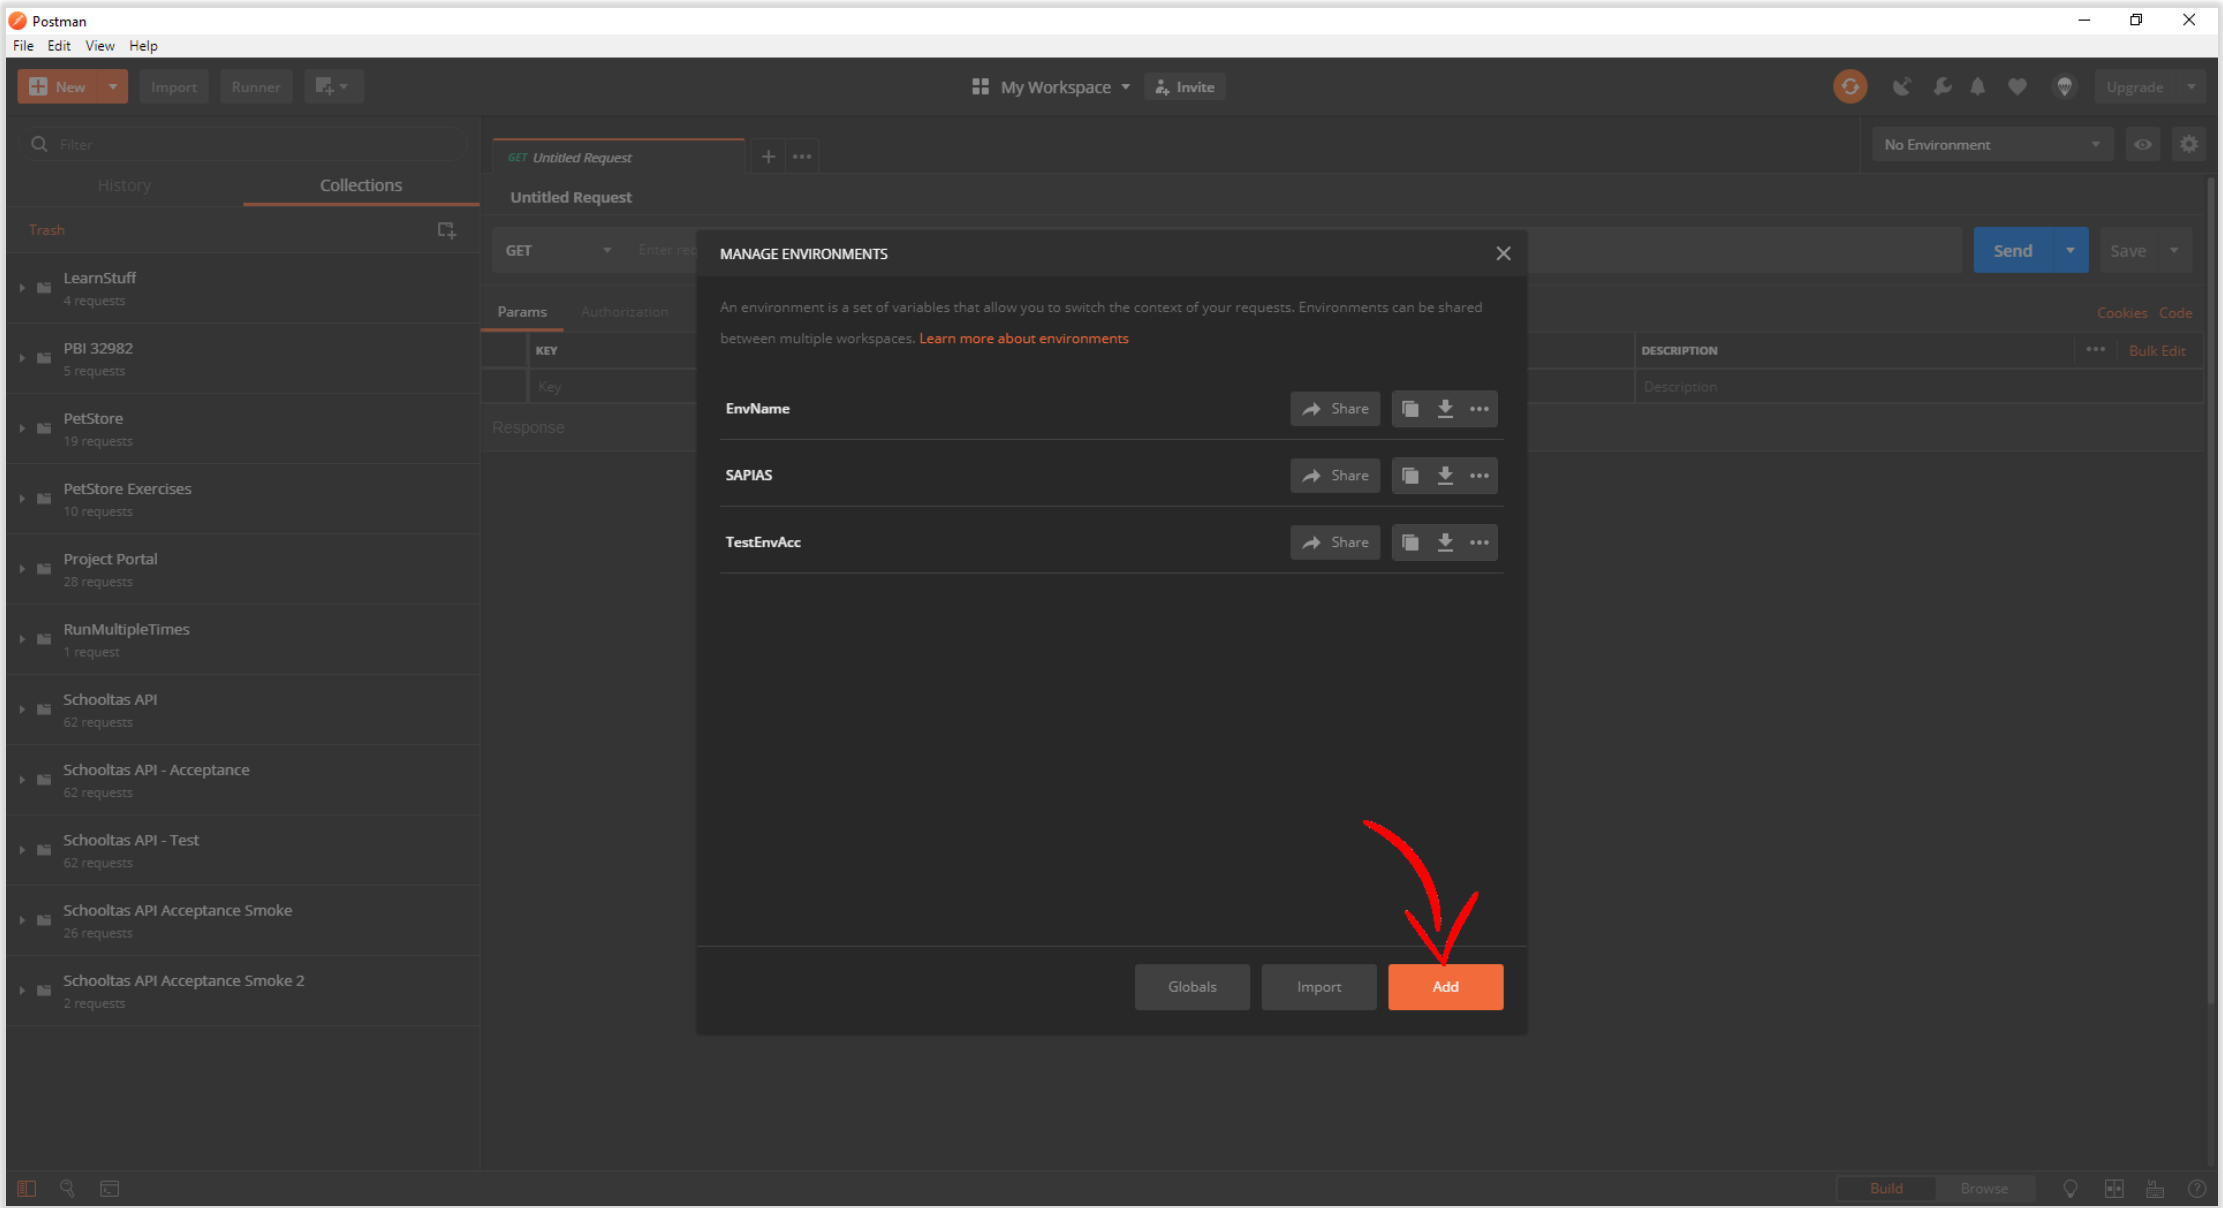 Postman
File Edit View Help
New Import Runner My Workspace Invite Upgrade
Filter
History Collections
Trash
LearnStuff
4 requests
PBI 32982
5 requests
PetStore
19 requests
PetStore Exercises
10 requests
Project Portal
28 requests
RunMultipleTimes
1 request
Schooltas API
62 requests
Schooltas API - Acceptance
62 requests
Schooltas API - Test
62 requests
Schooltas API Acceptance Smoke
26 requests
Schooltas API Acceptance Smoke 2
2 requests
GET Untitled Request
No Environment
Untitled Request
GET Enter req
Send Save
Params Authorization
Cookies Code
KEY
DESCRIPTION Bulk Edit
Key
Description
Response
MANAGE ENVIRONMENTS
An environment is a set of variables that allow you to switch the context of your requests. Environments can be shared
between multiple workspaces. Learn more about environments
EnvName Share
SAPIAS Share
TestEnvAcc Share
Globals Import Add
Build Browse